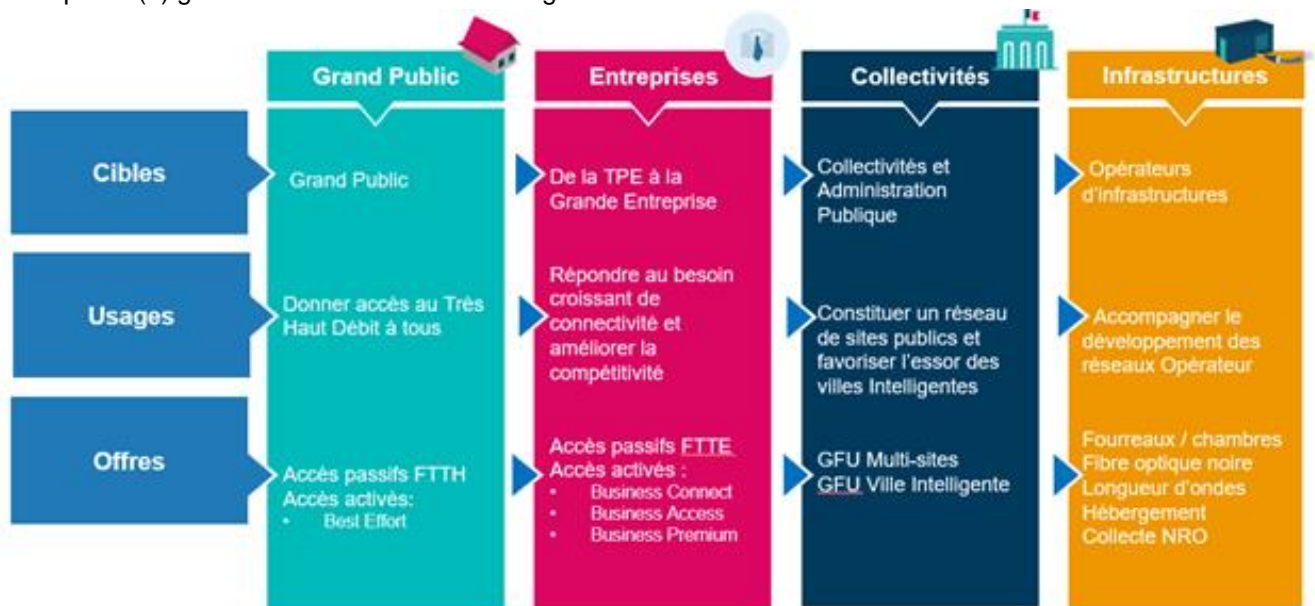 Grand Public
Entreprises
Collectivités
Infrastructures
Cibles
Grand Public
De la TPE à la
Grande Entreprise
Collectivités et
Administration
Publique
Opérateurs
d'infrastructures
Usages
Donner accès au Très
Haut Débit à tous
Répondre au besoin
croissant de
connectivité et
améliorer la
compétitivité
Constituer un réseau
de sites publics et
favoriser l'essor des
villes Intelligentes
Accompagner le
développement des
réseaux Opérateur
Offres
Accès passifs FTTH
Accès activés:
• Best Effort
Accès passifs FTTE
Accès activés :
• Business Connect
• Business Access
• Business Premium
GFU Multi-sites
GFU Ville Intelligente
Fourreaux / chambres
Fibre optique noire
Longueur d'ondes
Hébergement
Collecte NRO